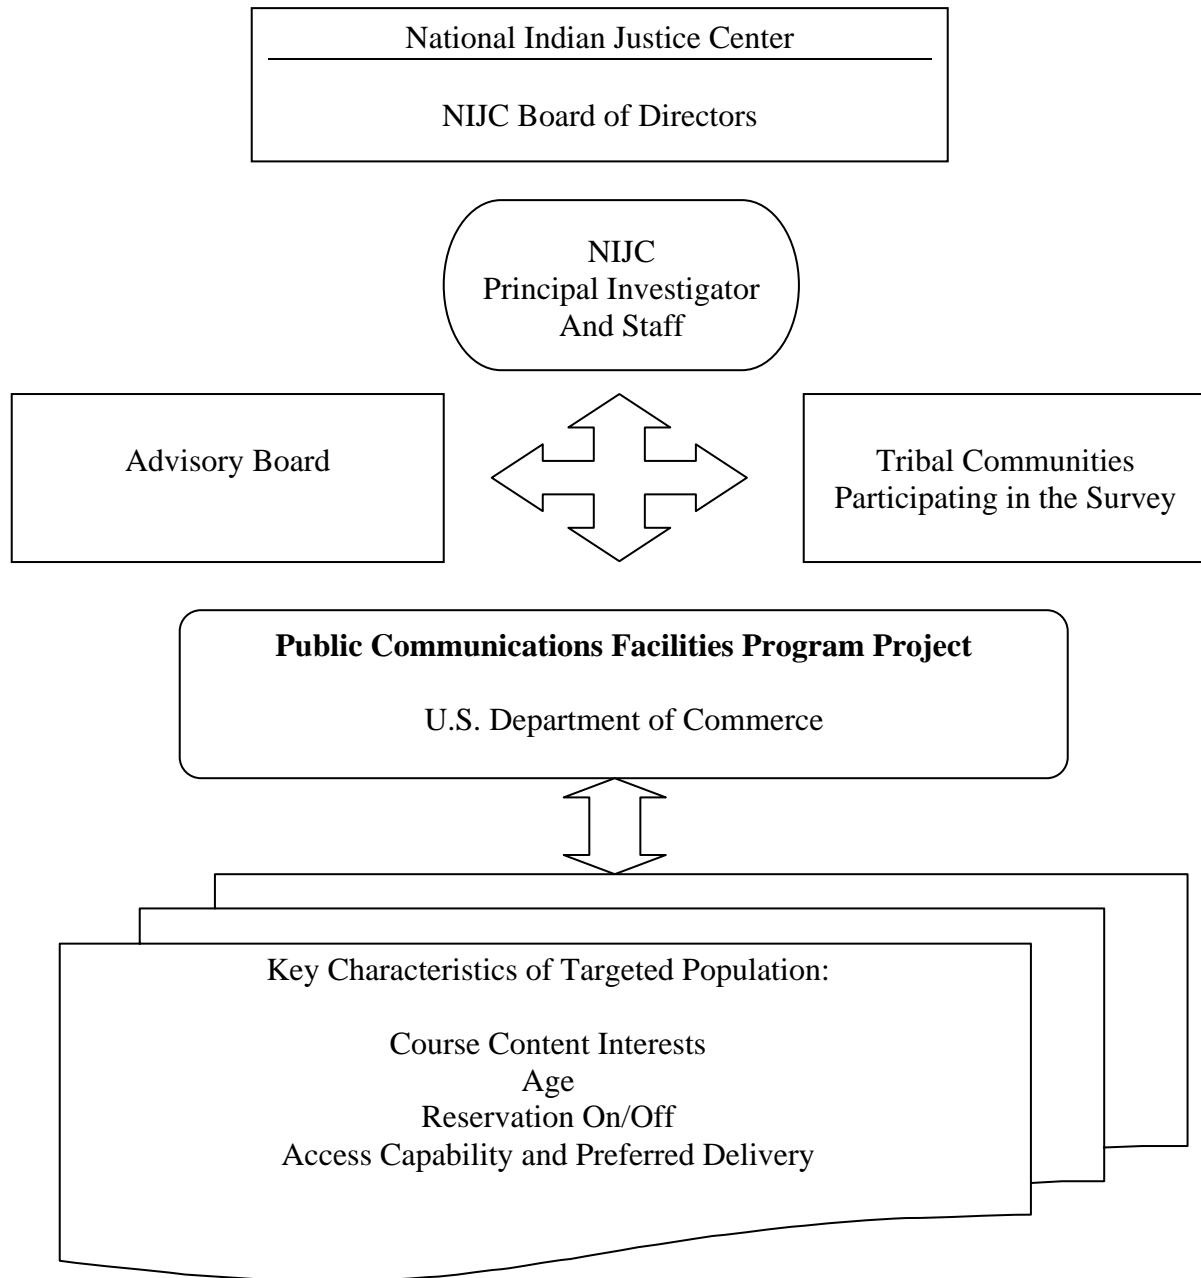 National Indian Justice Center
NIJC Board of Directors
NIJC
Principal Investigator
And Staff
Advisory Board
Tribal Communities
Participating in the Survey
Public Communications Facilities Program Project
U.S. Department of Commerce
Key Characteristics of Targeted Population:
Course Content Interests
Age
Reservation On/Off
Access Capability and Preferred Delivery